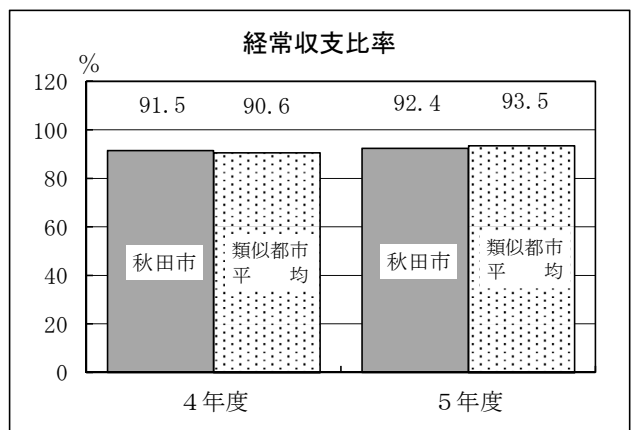 経常収支比率
%
120
100
80
60
40
20
0
91.5
90.6
92.4
93.5
秋田市
類似都市
平　　均
秋田市
類似都市
平　　均
４年度
５年度